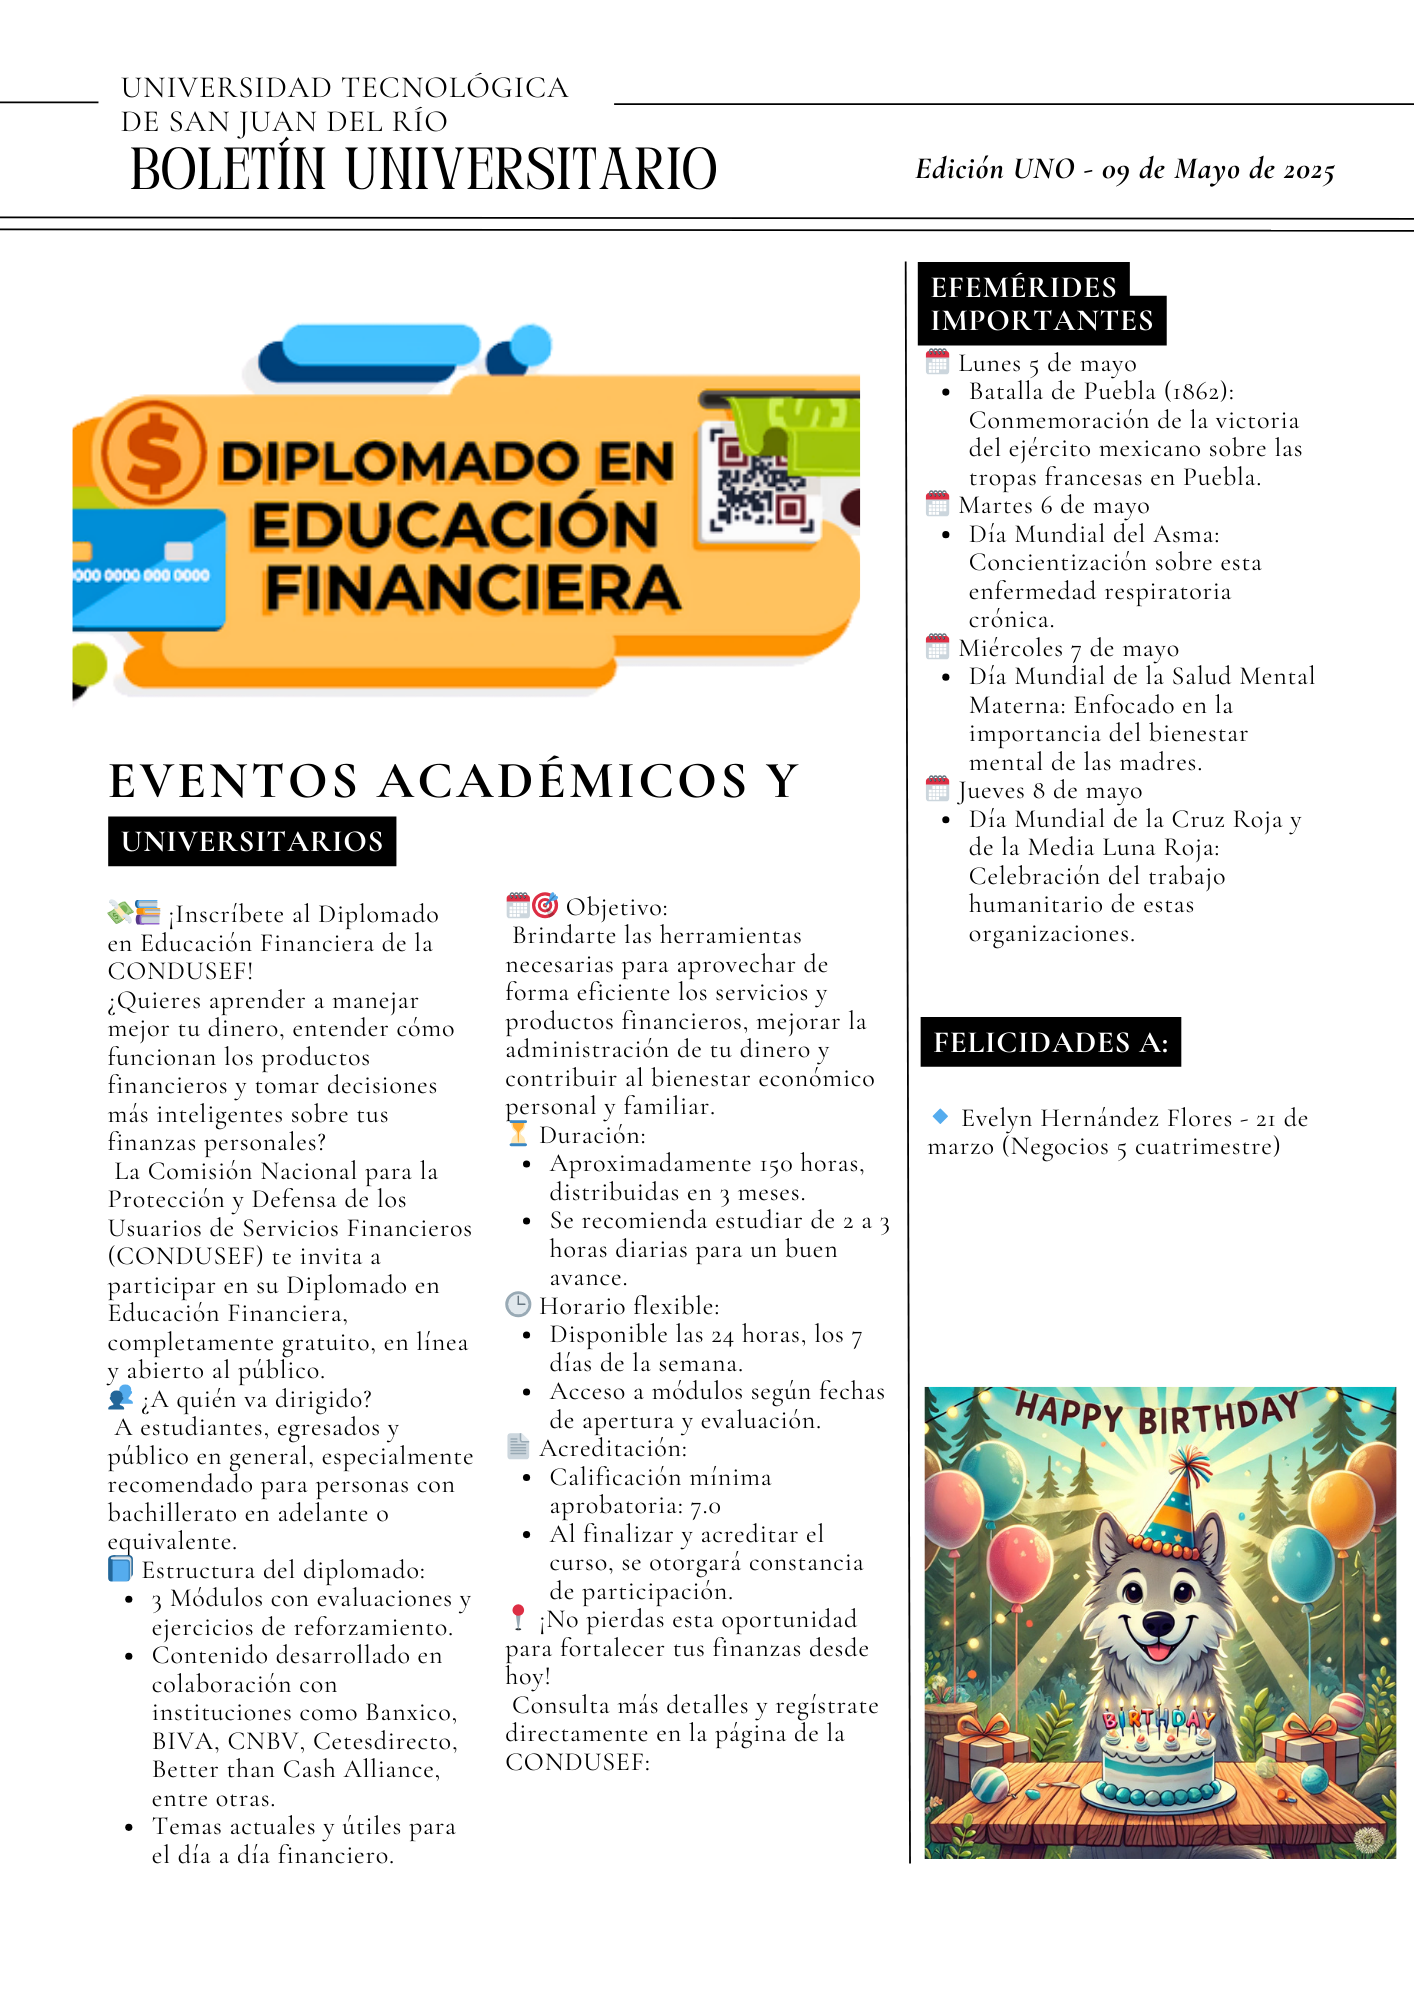 UNIVERSIDAD TECNOLÓGICA
DE SAN JUAN DEL RÍO
BOLETÍN UNIVERSITARIO
Edición UNO - 09 de Mayo de 2025
DIPLOMADO EN
EDUCACIÓN
FINANCIERA
000 0000 000 0000
EVENTOS ACADÉMICOS Y
UNIVERSITARIOS
💸📚 ¡Inscríbete al Diplomado
en Educación Financiera de la
CONDUSEF!
¿Quieres aprender a manejar
mejor tu dinero, entender cómo
funcionan los productos
financieros y tomar decisiones
más inteligentes sobre tus
finanzas personales?
La Comisión Nacional para la
Protección y Defensa de los
Usuarios de Servicios Financieros
(CONDUSEF) te invita a
participar en su Diplomado en
Educación Financiera,
completamente gratuito, en línea
y abierto al público.
👥 ¿A quién va dirigido?
A estudiantes, egresados y
público en general, especialmente
recomendado para personas con
bachillerato en adelante o
equivalente.
📘 Estructura del diplomado:
• 3 Módulos con evaluaciones y
ejercicios de reforzamiento.
• Contenido desarrollado en
colaboración con
instituciones como Banxico,
BIVA, CNBV, Cetesdirecto,
Better than Cash Alliance,
entre otras.
• Temas actuales y útiles para
el día a día financiero.
🗓🎯 Objetivo:
Brindarte las herramientas
necesarias para aprovechar de
forma eficiente los servicios y
productos financieros, mejorar la
administración de tu dinero y
contribuir al bienestar económico
personal y familiar.
⏳ Duración:
• Aproximadamente 150 horas,
distribuidas en 3 meses.
• Se recomienda estudiar de 2 a 3
horas diarias para un buen
avance.
🕒 Horario flexible:
• Disponible las 24 horas, los 7
días de la semana.
• Acceso a módulos según fechas
de apertura y evaluación.
📄 Acreditación:
• Calificación mínima
aprobatoria: 7.0
• Al finalizar y acreditar el
curso, se otorgará constancia
de participación.
📍 ¡No pierdas esta oportunidad
para fortalecer tus finanzas desde
hoy!
Consulta más detalles y regístrate
directamente en la página de la
CONDUSEF:
EFEMÉRIDES
IMPORTANTES
🗓 Lunes 5 de mayo
• Batalla de Puebla (1862):
Conmemoración de la victoria
del ejército mexicano sobre las
tropas francesas en Puebla.
🗓 Martes 6 de mayo
• Día Mundial del Asma:
Concientización sobre esta
enfermedad respiratoria
crónica.
🗓 Miércoles 7 de mayo
• Día Mundial de la Salud Mental
Materna: Enfocado en la
importancia del bienestar
mental de las madres.
🗓 Jueves 8 de mayo
• Día Mundial de la Cruz Roja y
de la Media Luna Roja:
Celebración del trabajo
humanitario de estas
organizaciones.
FELICIDADES A:
🔹 Evelyn Hernández Flores - 21 de
marzo (Negocios 5 cuatrimestre)
HAPPY BIRTHDAY
BIRTHDAY